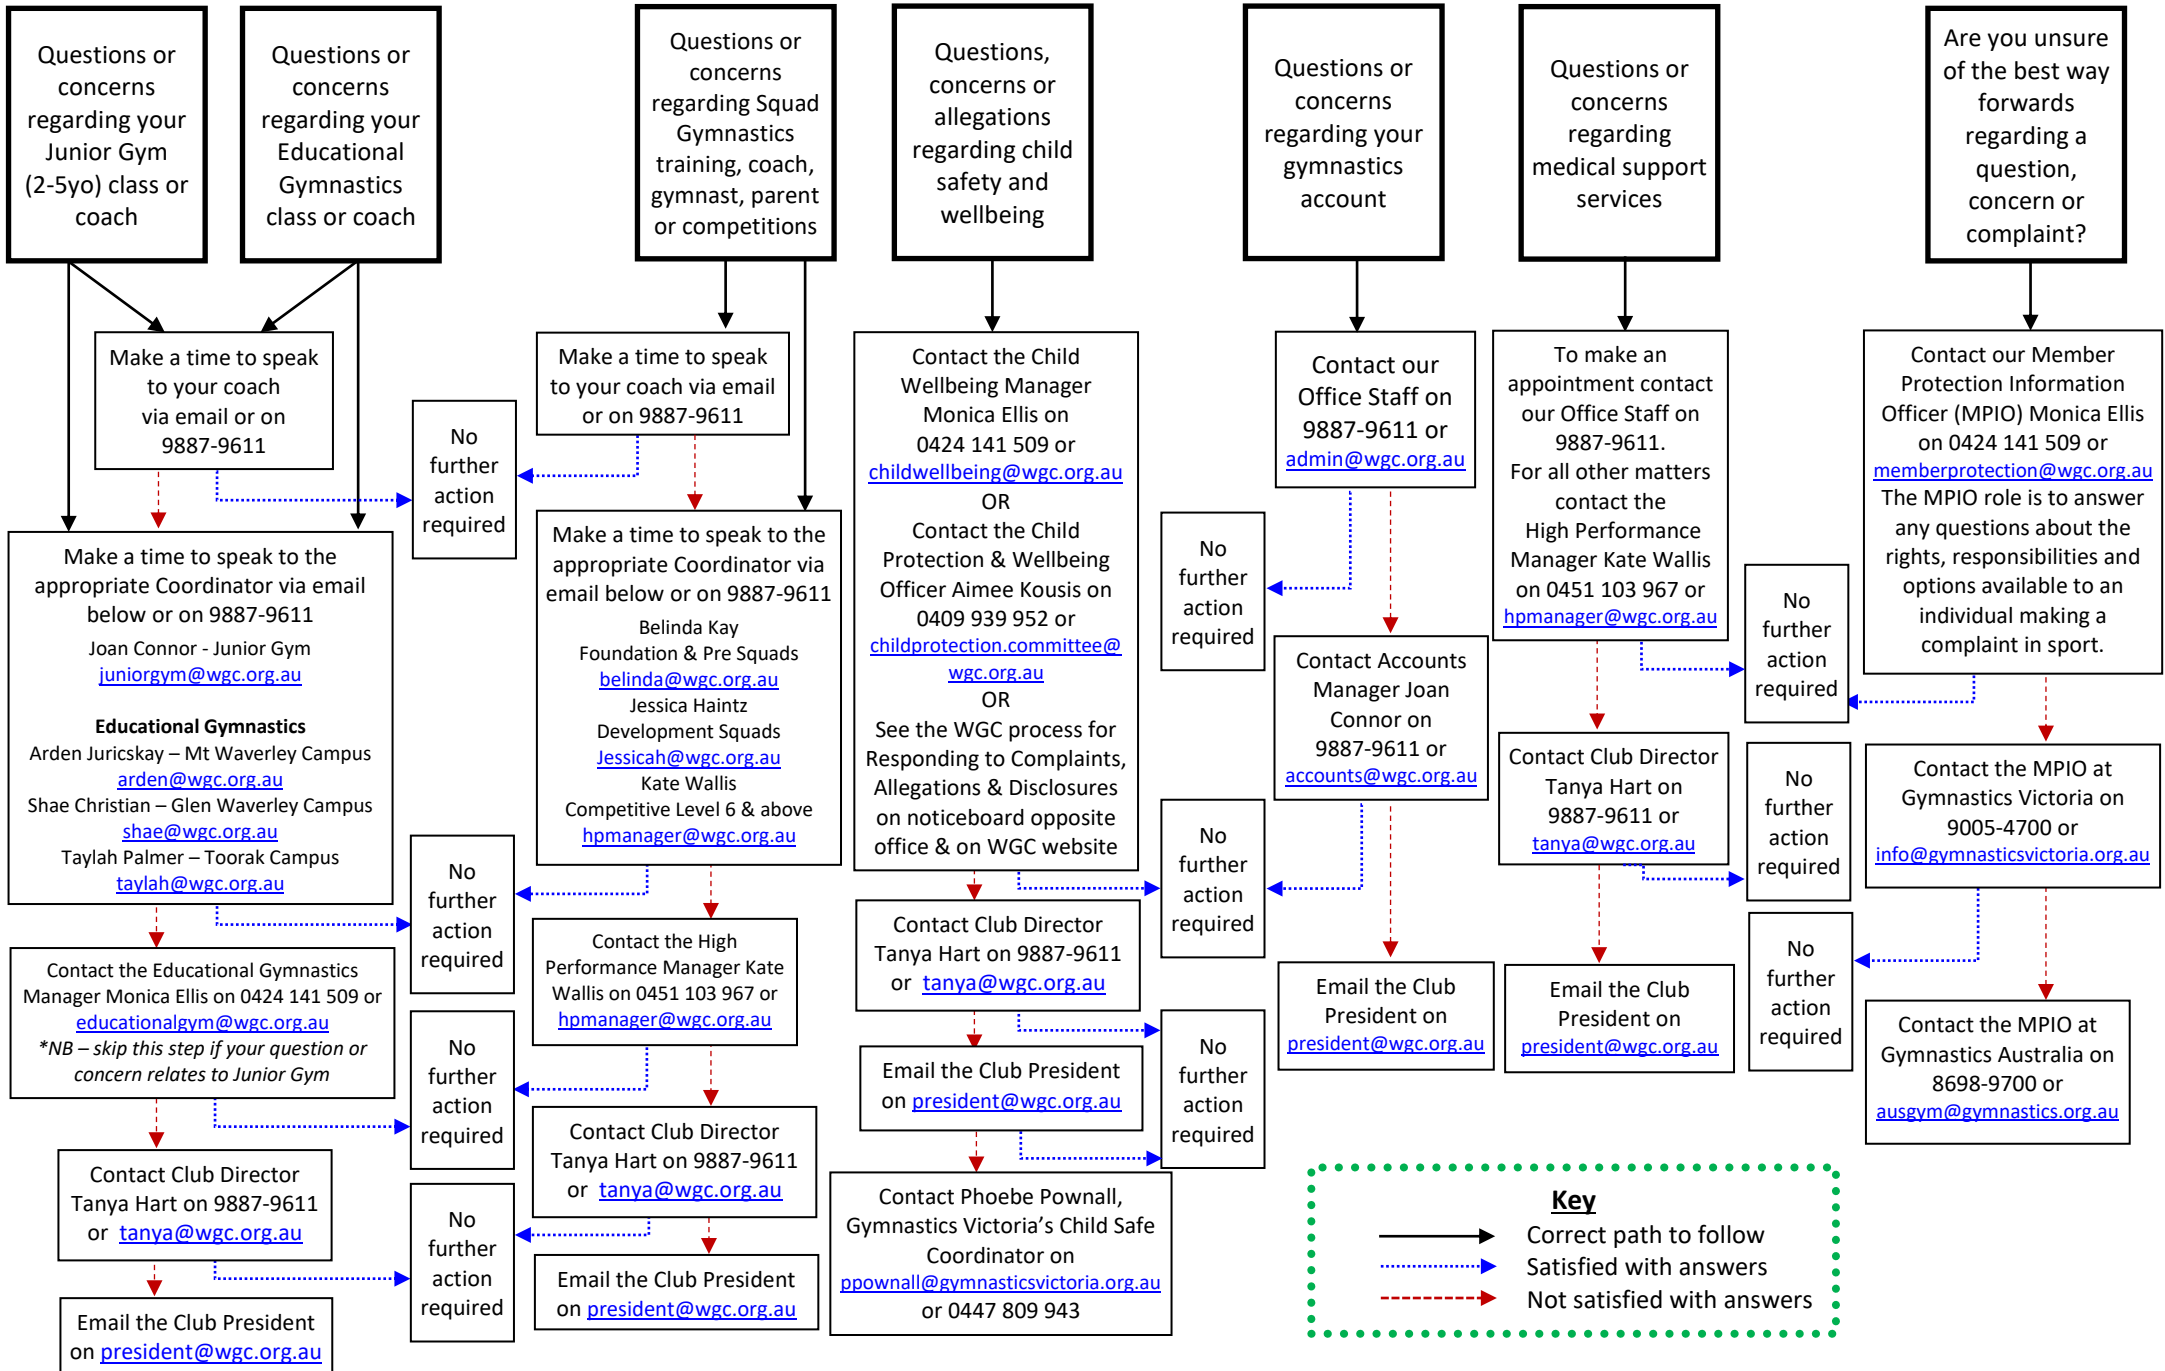 Questions or
concerns
regarding your
Junior Gym
(2-5yo) class or
coach
Questions or
concerns
regarding your
Educational
Gymnastics
class or coach
Questions or
concerns
regarding Squad
Gymnastics
training, coach,
gymnast, parent
or competitions
Questions,
concerns or
allegations
regarding child
safety and
wellbeing
Questions or
concerns
regarding your
gymnastics
account
Questions or
concerns
regarding
medical support
services
Are you unsure
of the best way
forwards
regarding a
question,
concern or
complaint?
Make a time to speak
to your coach
via email or on
9887-9611
No
further
action
required
Make a time to speak
to your coach via email
or on 9887-9611
Make a time to speak to the
appropriate Coordinator via email
below or on 9887-9611
Joan Connor - Junior Gym
juniorgym@wgc.org.au
Educational Gymnastics
Arden Juricskay – Mt Waverley Campus
arden@wgc.org.au
Shae Christian – Glen Waverley Campus
shae@wgc.org.au
Taylah Palmer – Toorak Campus
taylah@wgc.org.au
No
further
action
required
Contact the Educational Gymnastics
Manager Monica Ellis on 0424 141 509 or
educationalgym@wgc.org.au
*NB – skip this step if your question or
concern relates to Junior Gym
No
further
action
required
Contact Club Director
Tanya Hart on 9887-9611
or tanya@wgc.org.au
No
further
action
required
Email the Club President
on president@wgc.org.au
Make a time to speak to the
appropriate Coordinator via
email below or on 9887-9611
Belinda Kay
Foundation & Pre Squads
belinda@wgc.org.au
Jessica Haintz
Development Squads
Jessicah@wgc.org.au
Kate Wallis
Competitive Level 6 & above
hpmanager@wgc.org.au
Contact the High
Performance Manager Kate
Wallis on 0451 103 967 or
hpmanager@wgc.org.au
Contact Club Director
Tanya Hart on 9887-9611
or tanya@wgc.org.au
Email the Club President
on president@wgc.org.au
Contact the Child
Wellbeing Manager
Monica Ellis on
0424 141 509 or
childwellbeing@wgc.org.au
OR
Contact the Child
Protection & Wellbeing
Officer Aimee Kousis on
0409 939 952 or
childprotection.committee@
wgc.org.au
OR
See the WGC process for
Responding to Complaints,
Allegations & Disclosures
on noticeboard opposite
office & on WGC website
Contact Club Director
Tanya Hart on 9887-9611
or tanya@wgc.org.au
Email the Club President
on president@wgc.org.au
Contact Phoebe Pownall,
Gymnastics Victoria's Child Safe
Coordinator on
ppownall@gymnasticsvictoria.org.au
or 0447 809 943
No
further
action
required
No
further
action
required
No
further
action
required
Contact our
Office Staff on
9887-9611 or
admin@wgc.org.au
Contact Accounts
Manager Joan
Connor on
9887-9611 or
accounts@wgc.org.au
Email the Club
President on
president@wgc.org.au
To make an
appointment contact
our Office Staff on
9887-9611.
For all other matters
contact the
High Performance
Manager Kate Wallis
on 0451 103 967 or
hpmanager@wgc.org.au
Contact Club Director
Tanya Hart on
9887-9611 or
tanya@wgc.org.au
Email the Club
President on
president@wgc.org.au
No
further
action
required
No
further
action
required
No
further
action
required
Contact our Member
Protection Information
Officer (MPIO) Monica Ellis
on 0424 141 509 or
memberprotection@wgc.org.au
The MPIO role is to answer
any questions about the
rights, responsibilities and
options available to an
individual making a
complaint in sport.
Contact the MPIO at
Gymnastics Victoria on
9005-4700 or
info@gymnasticsvictoria.org.au
Contact the MPIO at
Gymnastics Australia on
8698-9700 or
ausgym@gymnastics.org.au
Key
Correct path to follow
Satisfied with answers
Not satisfied with answers